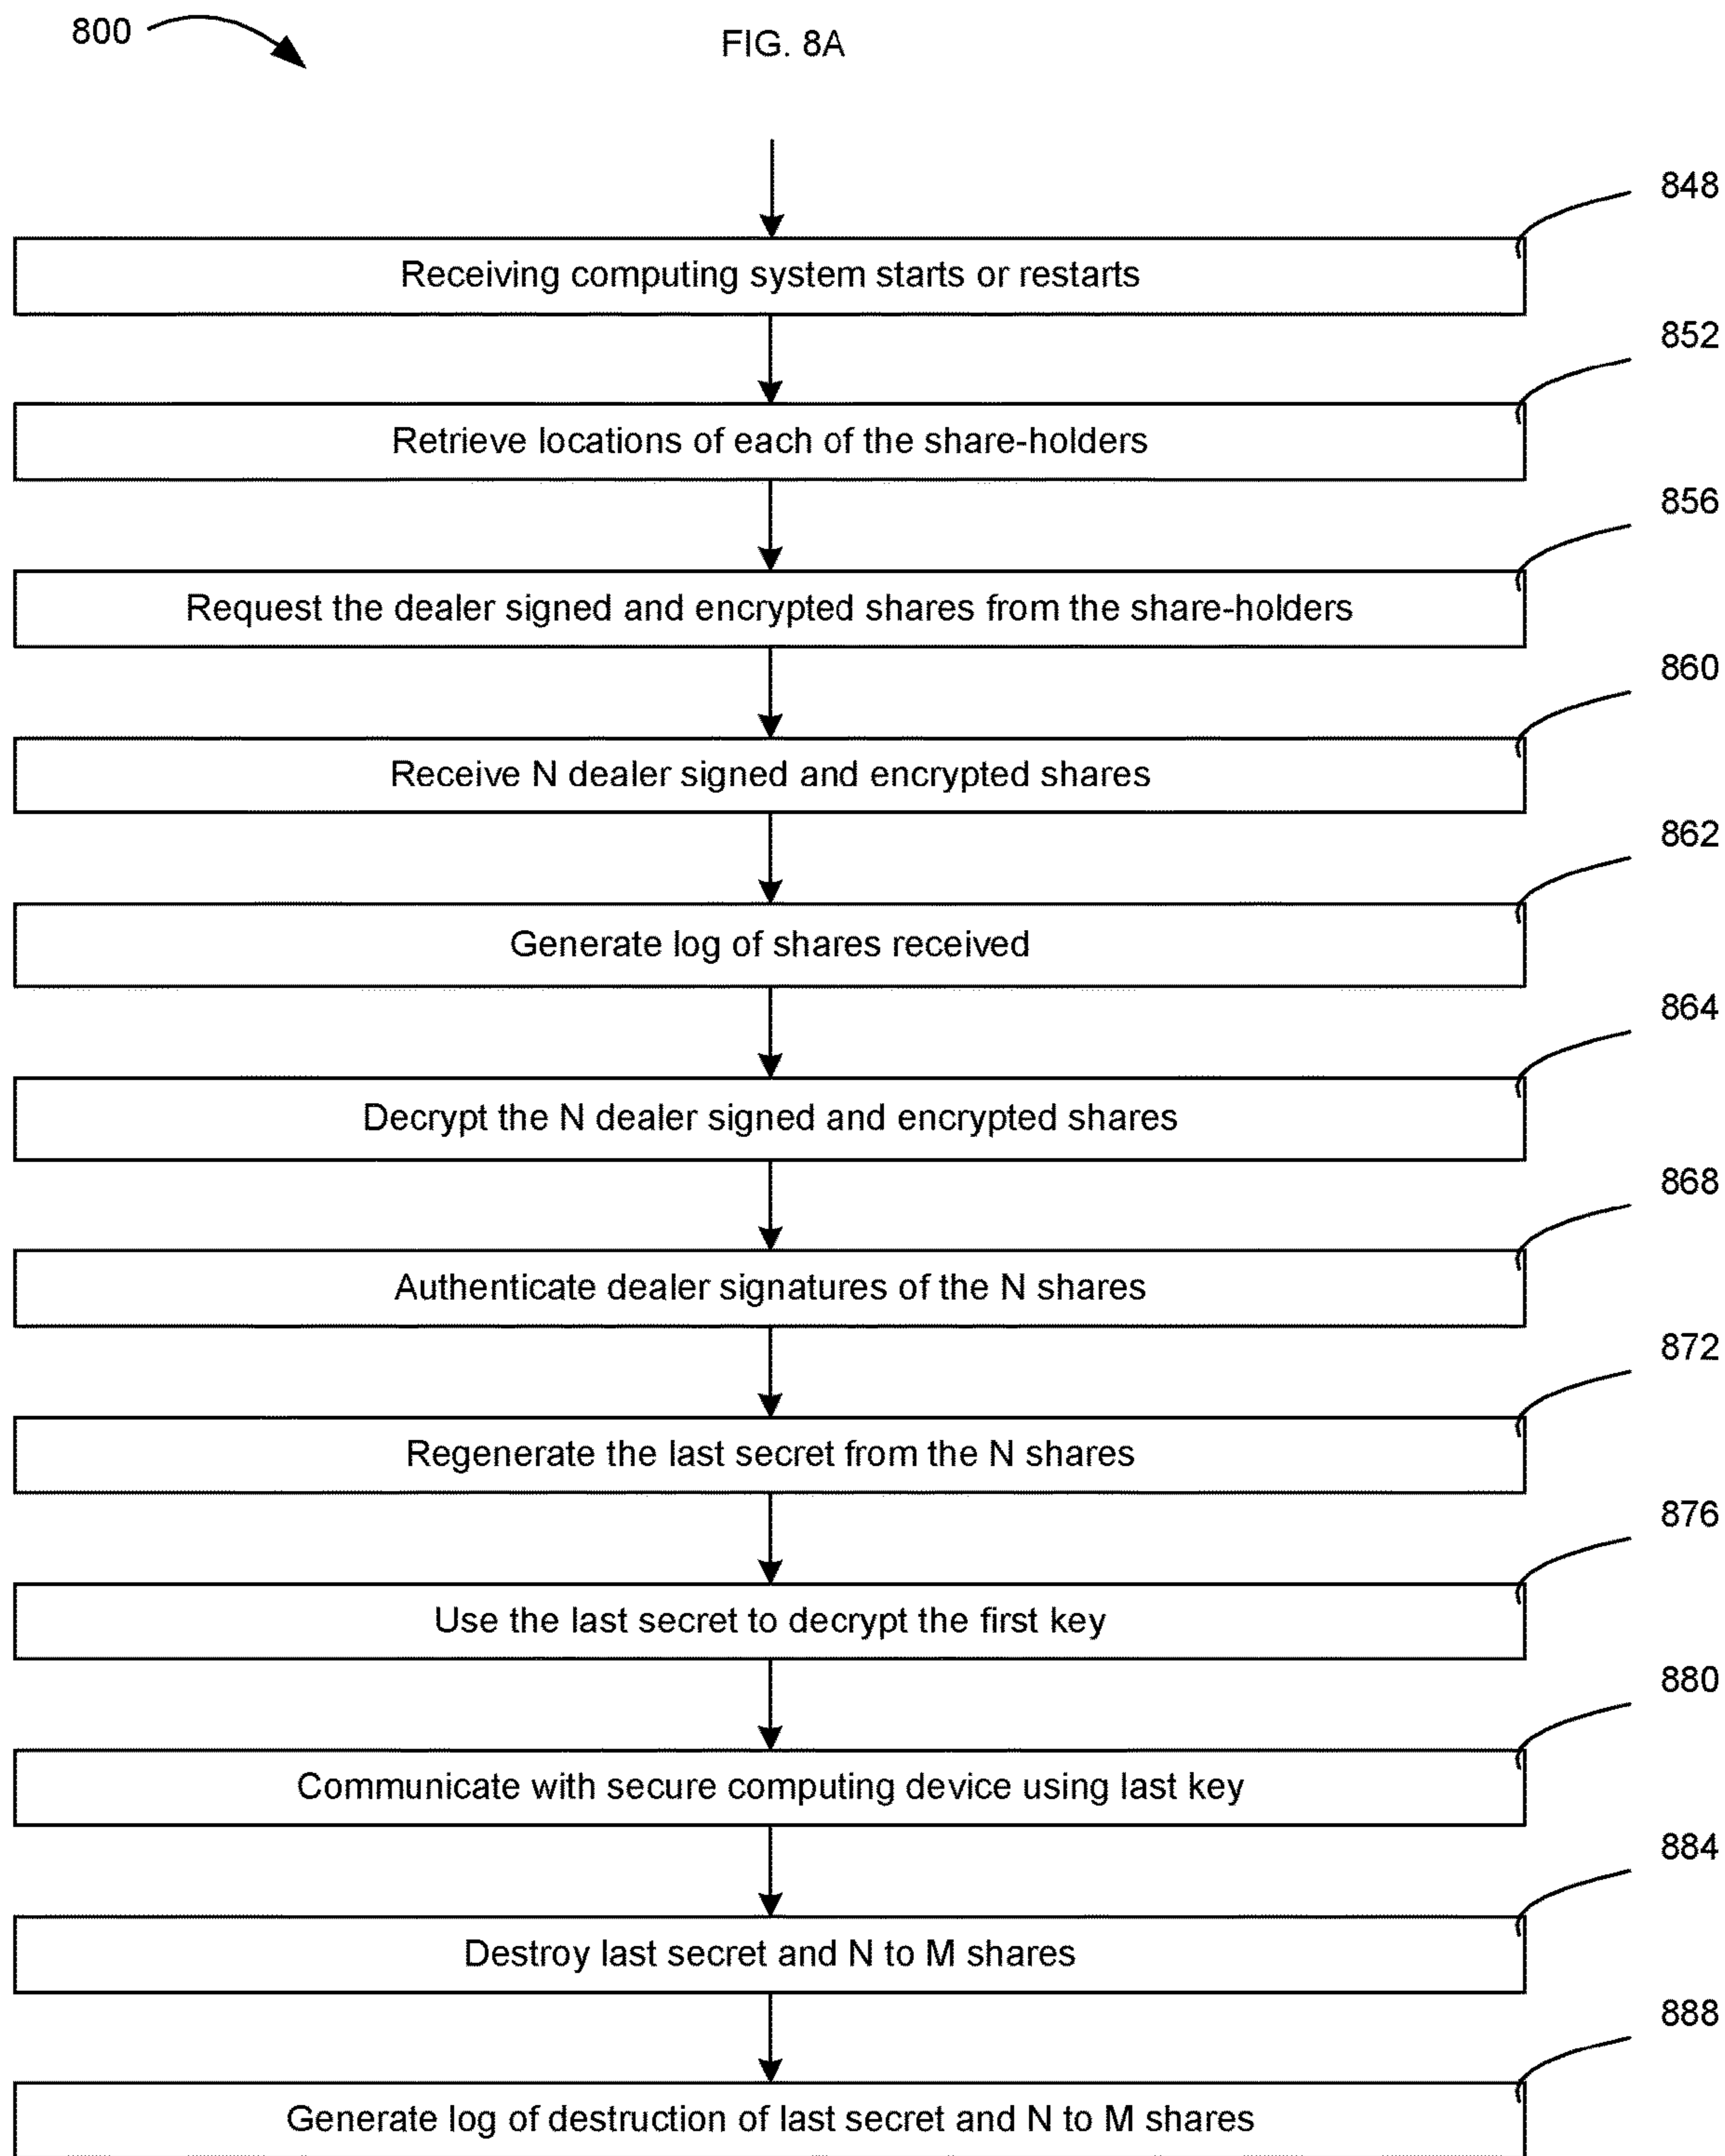 800
FIG. 8A
848
Receiving computing system starts or restarts
852
Retrieve locations of each of the share-holders
856
Request the dealer signed and encrypted shares from the share-holders
860
Receive N dealer signed and encrypted shares
862
Generate log of shares received
864
Decrypt the N dealer signed and encrypted shares
868
Authenticate dealer signatures of the N shares
872
Regenerate the last secret from the N shares
876
Use the last secret to decrypt the first key
880
Communicate with secure computing device using last key
884
Destroy last secret and N to M shares
888
Generate log of destruction of last secret and N to M shares